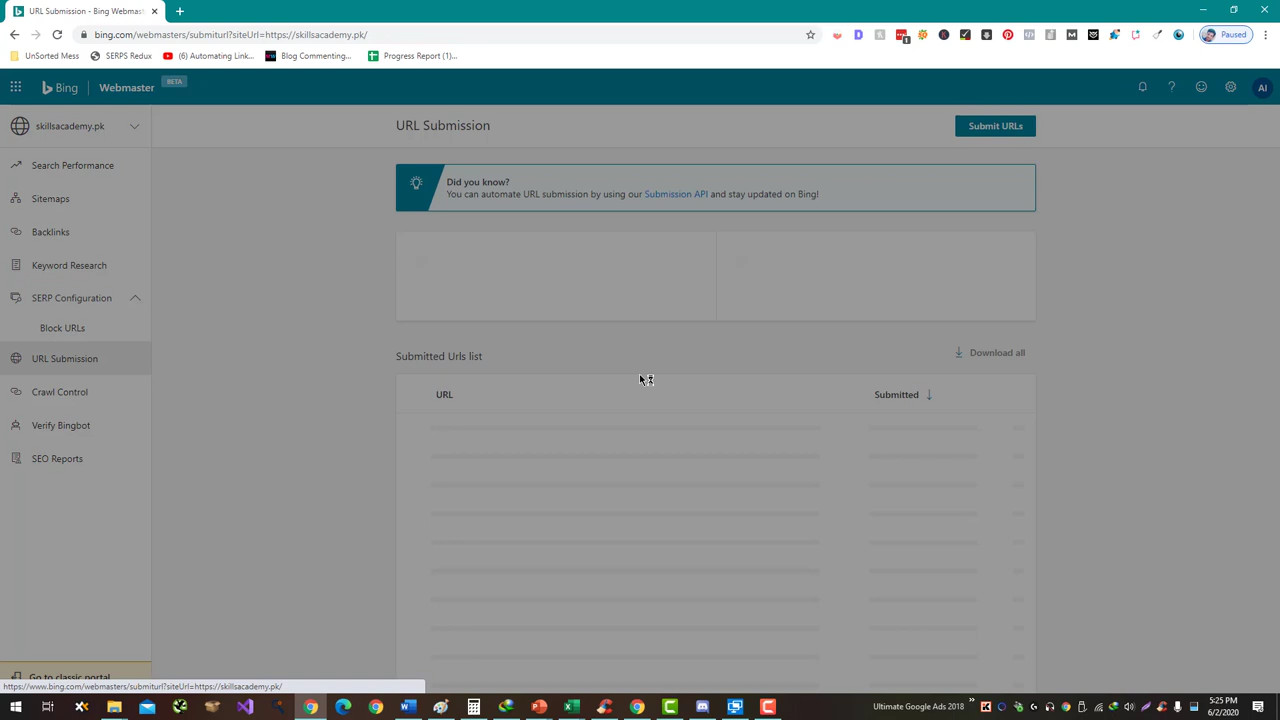 URL Submission - Bing Webmas
bing.com/webmasters/submiturl?siteUrl=https://skillsacademy.pk/
Paused
UnSorted Mess
SERPS Redux
(6) Automating Link...
Blog Commenting...
Progress Report (1)...
Bing
Webmaster
BETA
AI
skillsacademy.pk
URL Submission
Submit URLs
Search Performance
Did you know?
You can automate URL submission by using our Submission API and stay updated on Bing!
Sitemaps
Backlinks
Keyword Research
SERP Configuration
Block URLs
URL Submission
Submitted Urls list
Download all
Crawl Control
URL
Submitted
Verify Bingbot
SEO Reports
Go to classic portal
https://www.bing.com/webmasters/submiturl?siteUrl=https://skillsacademy.pk/
Ultimate Google Ads 2018
5:25 PM
6/2/2020